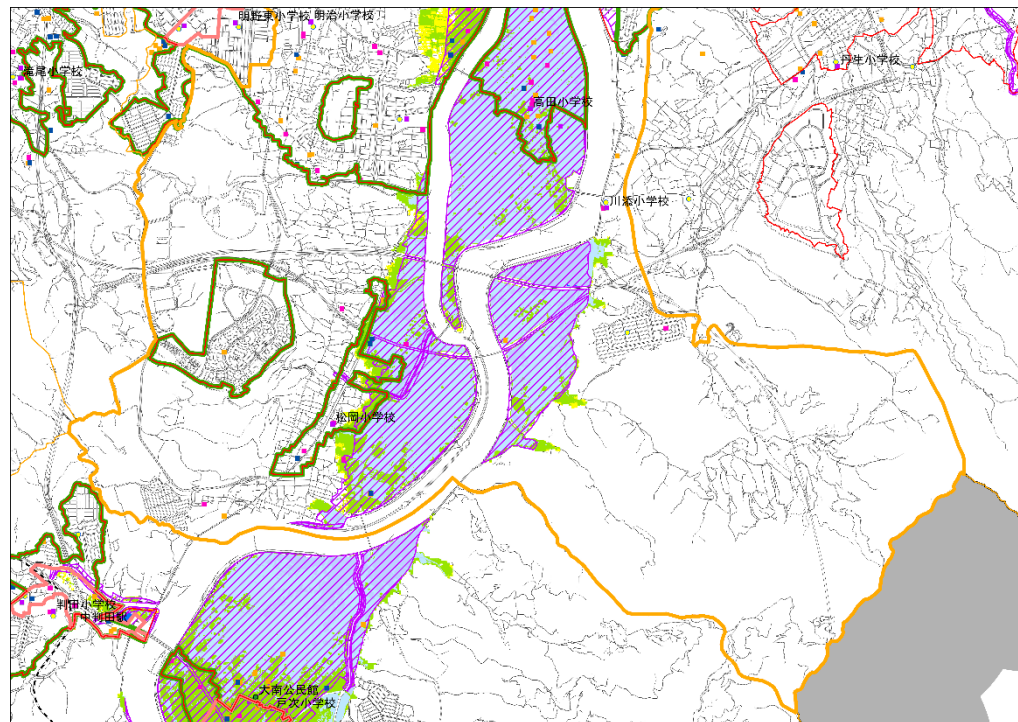 明野東小学校
明治小学校
滝尾小学校
丹生小学校
高田小学校
川添小学校
松岡小学校
判田小学校
中判田駅
大南公民館
戸次小学校